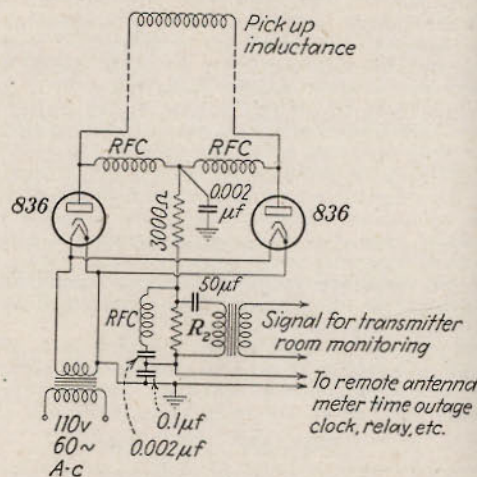 Pick up
inductance
RFC
RFC
0.002
μf
836
836
3000Ω
50μf
RFC
R₂
Signal for transmitter
room monitoring
To remote antenna
meter time outage
clock, relay, etc.
0.1μf
0.002μf
110v
60~
A-c